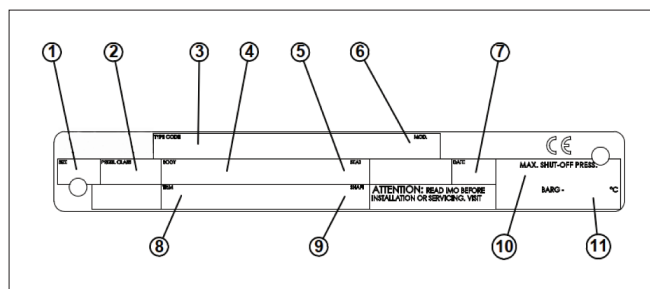 1 2 3 4 5 6 7
TYPE CODE MOD.
CE
PRESS. CLASS BODY SEAT DATE MAX. SHUT-OFF PRESS.
TRIM SHAFT ATTENTION: READ IMO BEFORE BARG - °C
INSTALLATION OR SERVICING. VISIT
8 9 10 11